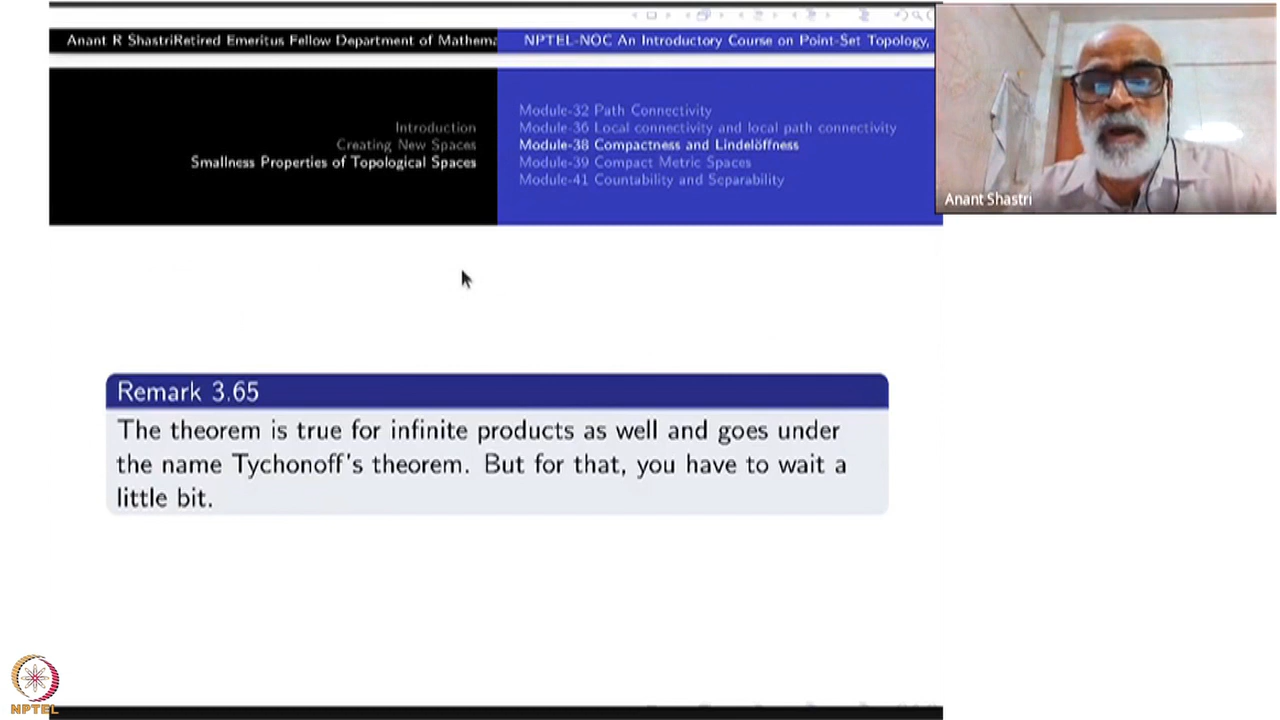 Anant R ShastriRetired Emeritus Fellow Department of Mathema
NPTEL-NOC An Introductory Course on Point-Set Topology,
Introduction
Creating New Spaces
Smallness Properties of Topological Spaces
Module-32 Path Connectivity
Module-36 Local connectivity and local path connectivity
Module-38 Compactness and Lindelöffness
Module-39 Compact Metric Spaces
Module-41 Countability and Separability
Anant Shastri
Remark 3.65
The theorem is true for infinite products as well and goes under
the name Tychonoff's theorem. But for that, you have to wait a
little bit.
NPTEL